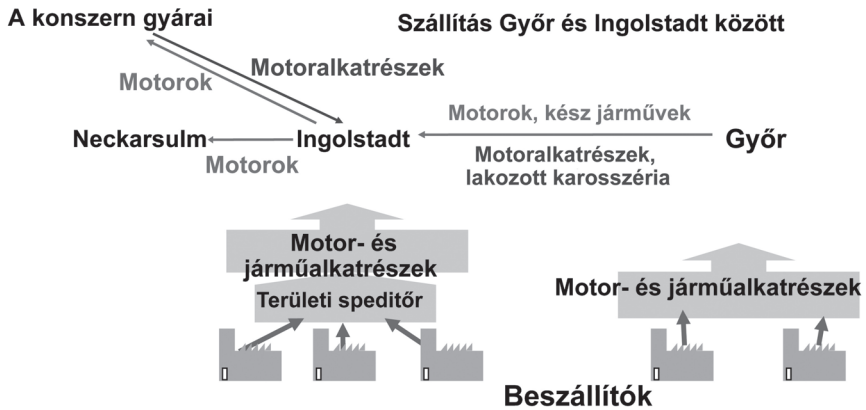 A konszern gyárai
Szállítás Győr és Ingolstadt között
Motoralkatrészek
Motorok
Motorok, kész járművek
Neckarsulm
Ingolstadt
Győr
Motorok
Motoralkatrészek,
lakozott karosszéria
Motor- és
járműalkatrészek
Területi speditőr
Motor- és járműalkatrészek
Beszállítók